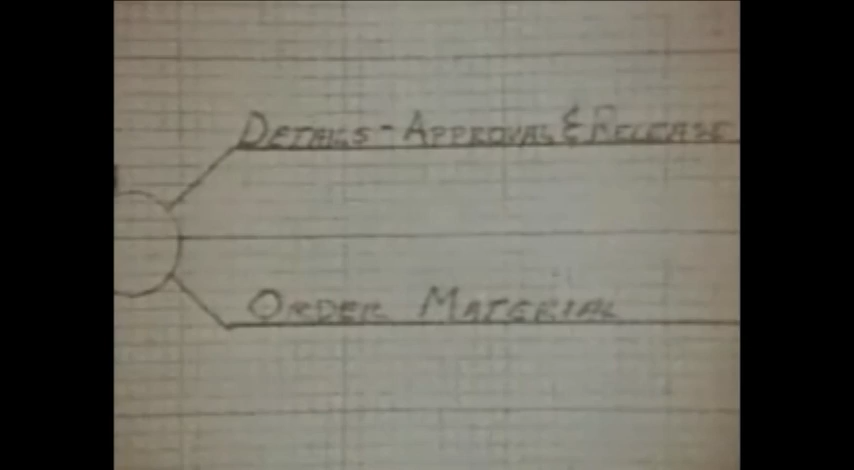 DETAILS - APPROVAL & RELEASE
ORDER MATERIAL